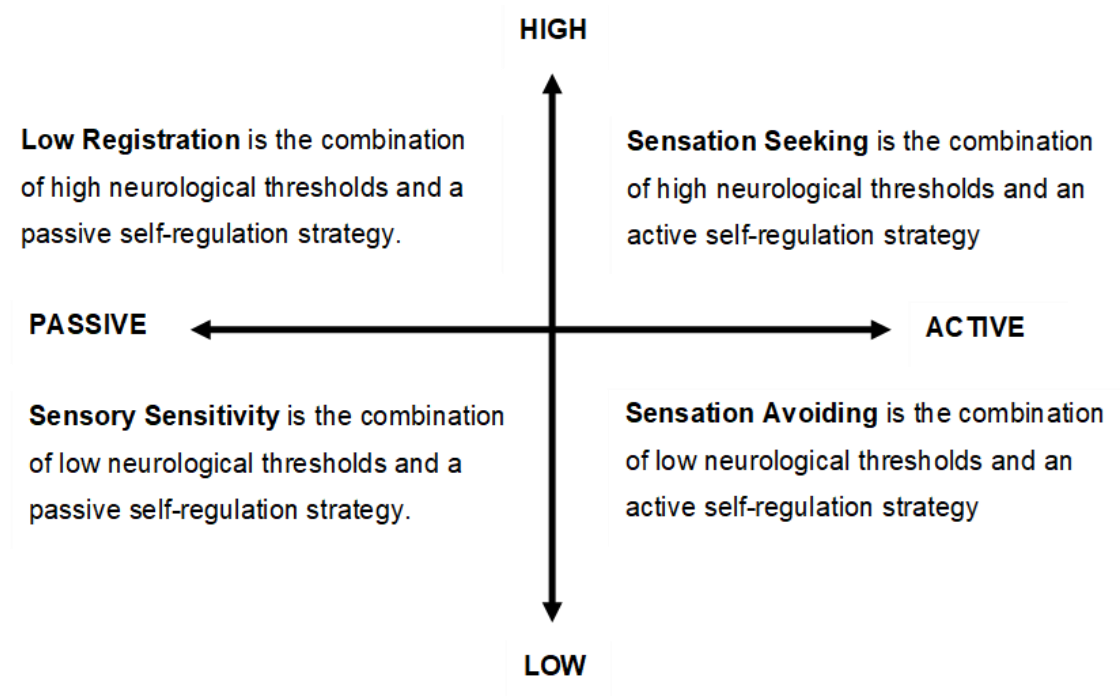 HIGH
Low Registration is the combination
of high neurological thresholds and a
passive self-regulation strategy.
Sensation Seeking is the combination
of high neurological thresholds and an
active self-regulation strategy
PASSIVE
ACTIVE
Sensory Sensitivity is the combination
of low neurological thresholds and a
passive self-regulation strategy.
Sensation Avoiding is the combination
of low neurological thresholds and an
active self-regulation strategy
LOW